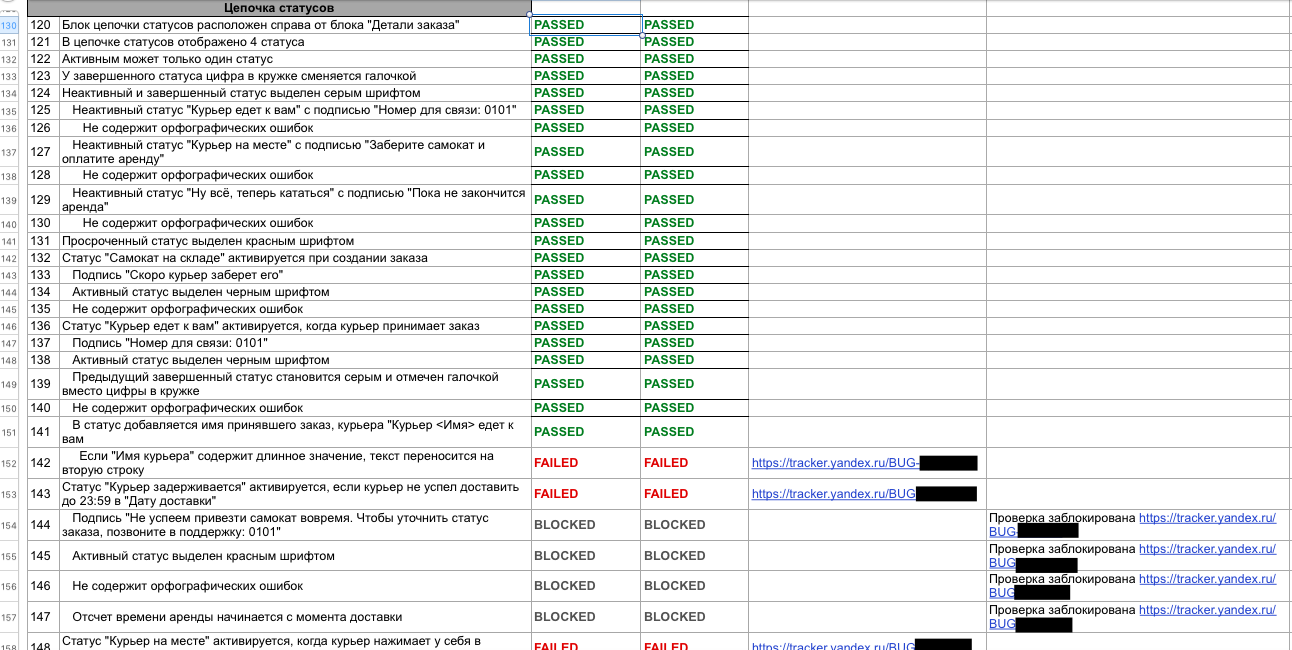 Цепочка статусов
130 120 Блок цепочки статусов расположен справа от блока "Детали заказа" PASSED PASSED
131 121 В цепочке статусов отображено 4 статуса PASSED PASSED
132 122 Активным может только один статус PASSED PASSED
133 123 У завершенного статуса цифра в кружке сменяется галочкой PASSED PASSED
134 124 Неактивный и завершенный статус выделен серым шрифтом PASSED PASSED
135 125 Неактивный статус "Курьер едет к вам" с подписью "Номер для связи: 0101" PASSED PASSED
136 126 Не содержит орфографических ошибок PASSED PASSED
137 127 Неактивный статус "Курьер на месте" с подписью "Заберите самокат и PASSED PASSED
оплатите аренду"
138 128 Не содержит орфографических ошибок PASSED PASSED
139 129 Неактивный статус "Ну всё, теперь кататься" с подписью "Пока не закончится PASSED PASSED
аренда"
140 130 Не содержит орфографических ошибок PASSED PASSED
141 131 Просроченный статус выделен красным шрифтом PASSED PASSED
142 132 Статус "Самокат на складе" активируется при создании заказа PASSED PASSED
143 133 Подпись "Скоро курьер заберет его" PASSED PASSED
144 134 Активный статус выделен черным шрифтом PASSED PASSED
145 135 Не содержит орфографических ошибок PASSED PASSED
146 136 Статус "Курьер едет к вам" активируется, когда курьер принимает заказ PASSED PASSED
147 137 Подпись "Номер для связи: 0101" PASSED PASSED
148 138 Активный статус выделен черным шрифтом PASSED PASSED
149 139 Предыдущий завершенный статус становится серым и отмечен галочкой PASSED PASSED
вместо цифры в кружке
150 140 Не содержит орфографических ошибок PASSED PASSED
151 141 В статус добавляется имя принявшего заказ, курьера "Курьер <Имя> едет к PASSED PASSED
вам
152 142 Если "Имя курьера" содержит длинное значение, текст переносится на FAILED FAILED https://tracker.yandex.ru/BUG-
вторую строку
153 143 Статус "Курьер задерживается" активируется, если курьер не успел доставить FAILED FAILED https://tracker.yandex.ru/BUG
до 23:59 в "Дату доставки"
154 144 Подпись "Не успеем привезти самокат вовремя. Чтобы уточнить статус BLOCKED BLOCKED Проверка заблокирована https://tracker.yandex.ru/
заказа, позвоните в поддержку: 0101" BUG-
155 145 Активный статус выделен красным шрифтом BLOCKED BLOCKED Проверка заблокирована https://tracker.yandex.ru/
BUG
156 146 Не содержит орфографических ошибок BLOCKED BLOCKED Проверка заблокирована https://tracker.yandex.ru/
BUG
157 147 Отсчет времени аренды начинается с момента доставки BLOCKED BLOCKED Проверка заблокирована https://tracker.yandex.ru/
BUG
158 148 Статус "Курьер на месте" активируется, когда курьер нажимает у себя в FAILED FAILED https://tracker.yandex.ru/BUG